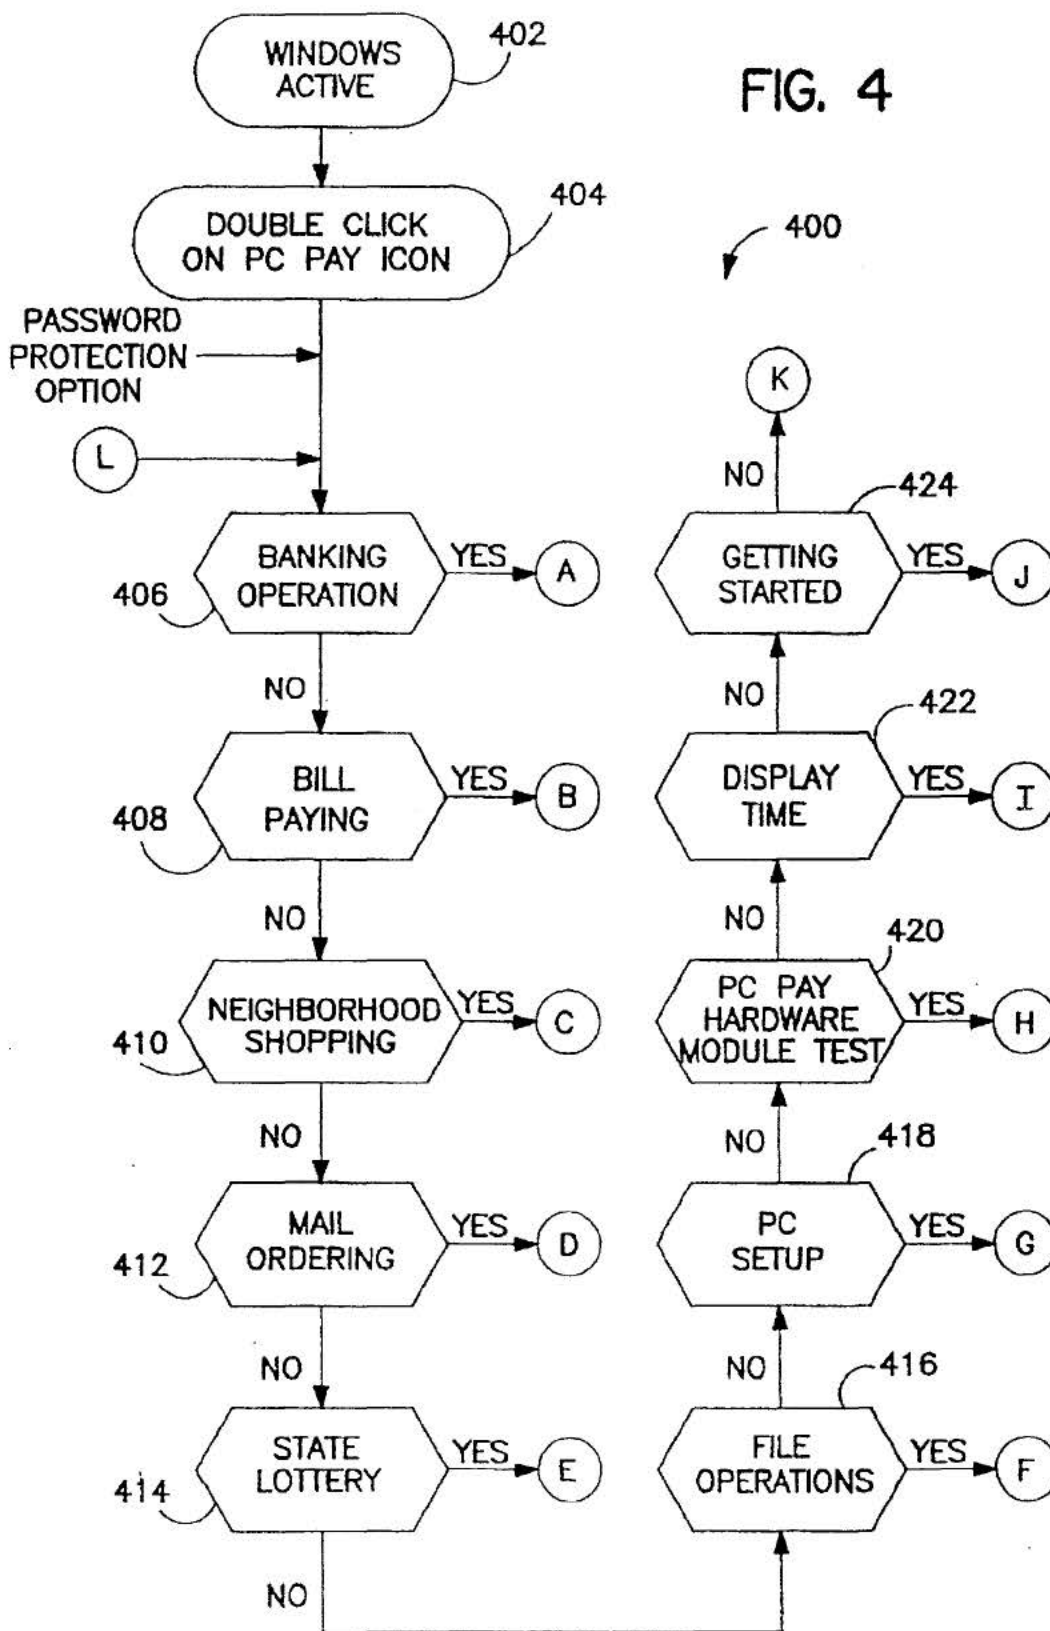 FIG. 4
400
WINDOWS
ACTIVE
402
DOUBLE CLICK
ON PC PAY ICON
404
PASSWORD
PROTECTION
OPTION
L
BANKING
OPERATION
406
YES
A
NO
BILL
PAYING
408
YES
B
NO
NEIGHBORHOOD
SHOPPING
410
YES
C
NO
MAIL
ORDERING
412
YES
D
NO
STATE
LOTTERY
414
YES
E
NO
FILE
OPERATIONS
416
YES
F
NO
PC
SETUP
418
YES
G
NO
PC PAY
HARDWARE
MODULE TEST
420
YES
H
NO
DISPLAY
TIME
422
YES
I
NO
GETTING
STARTED
424
YES
J
NO
K